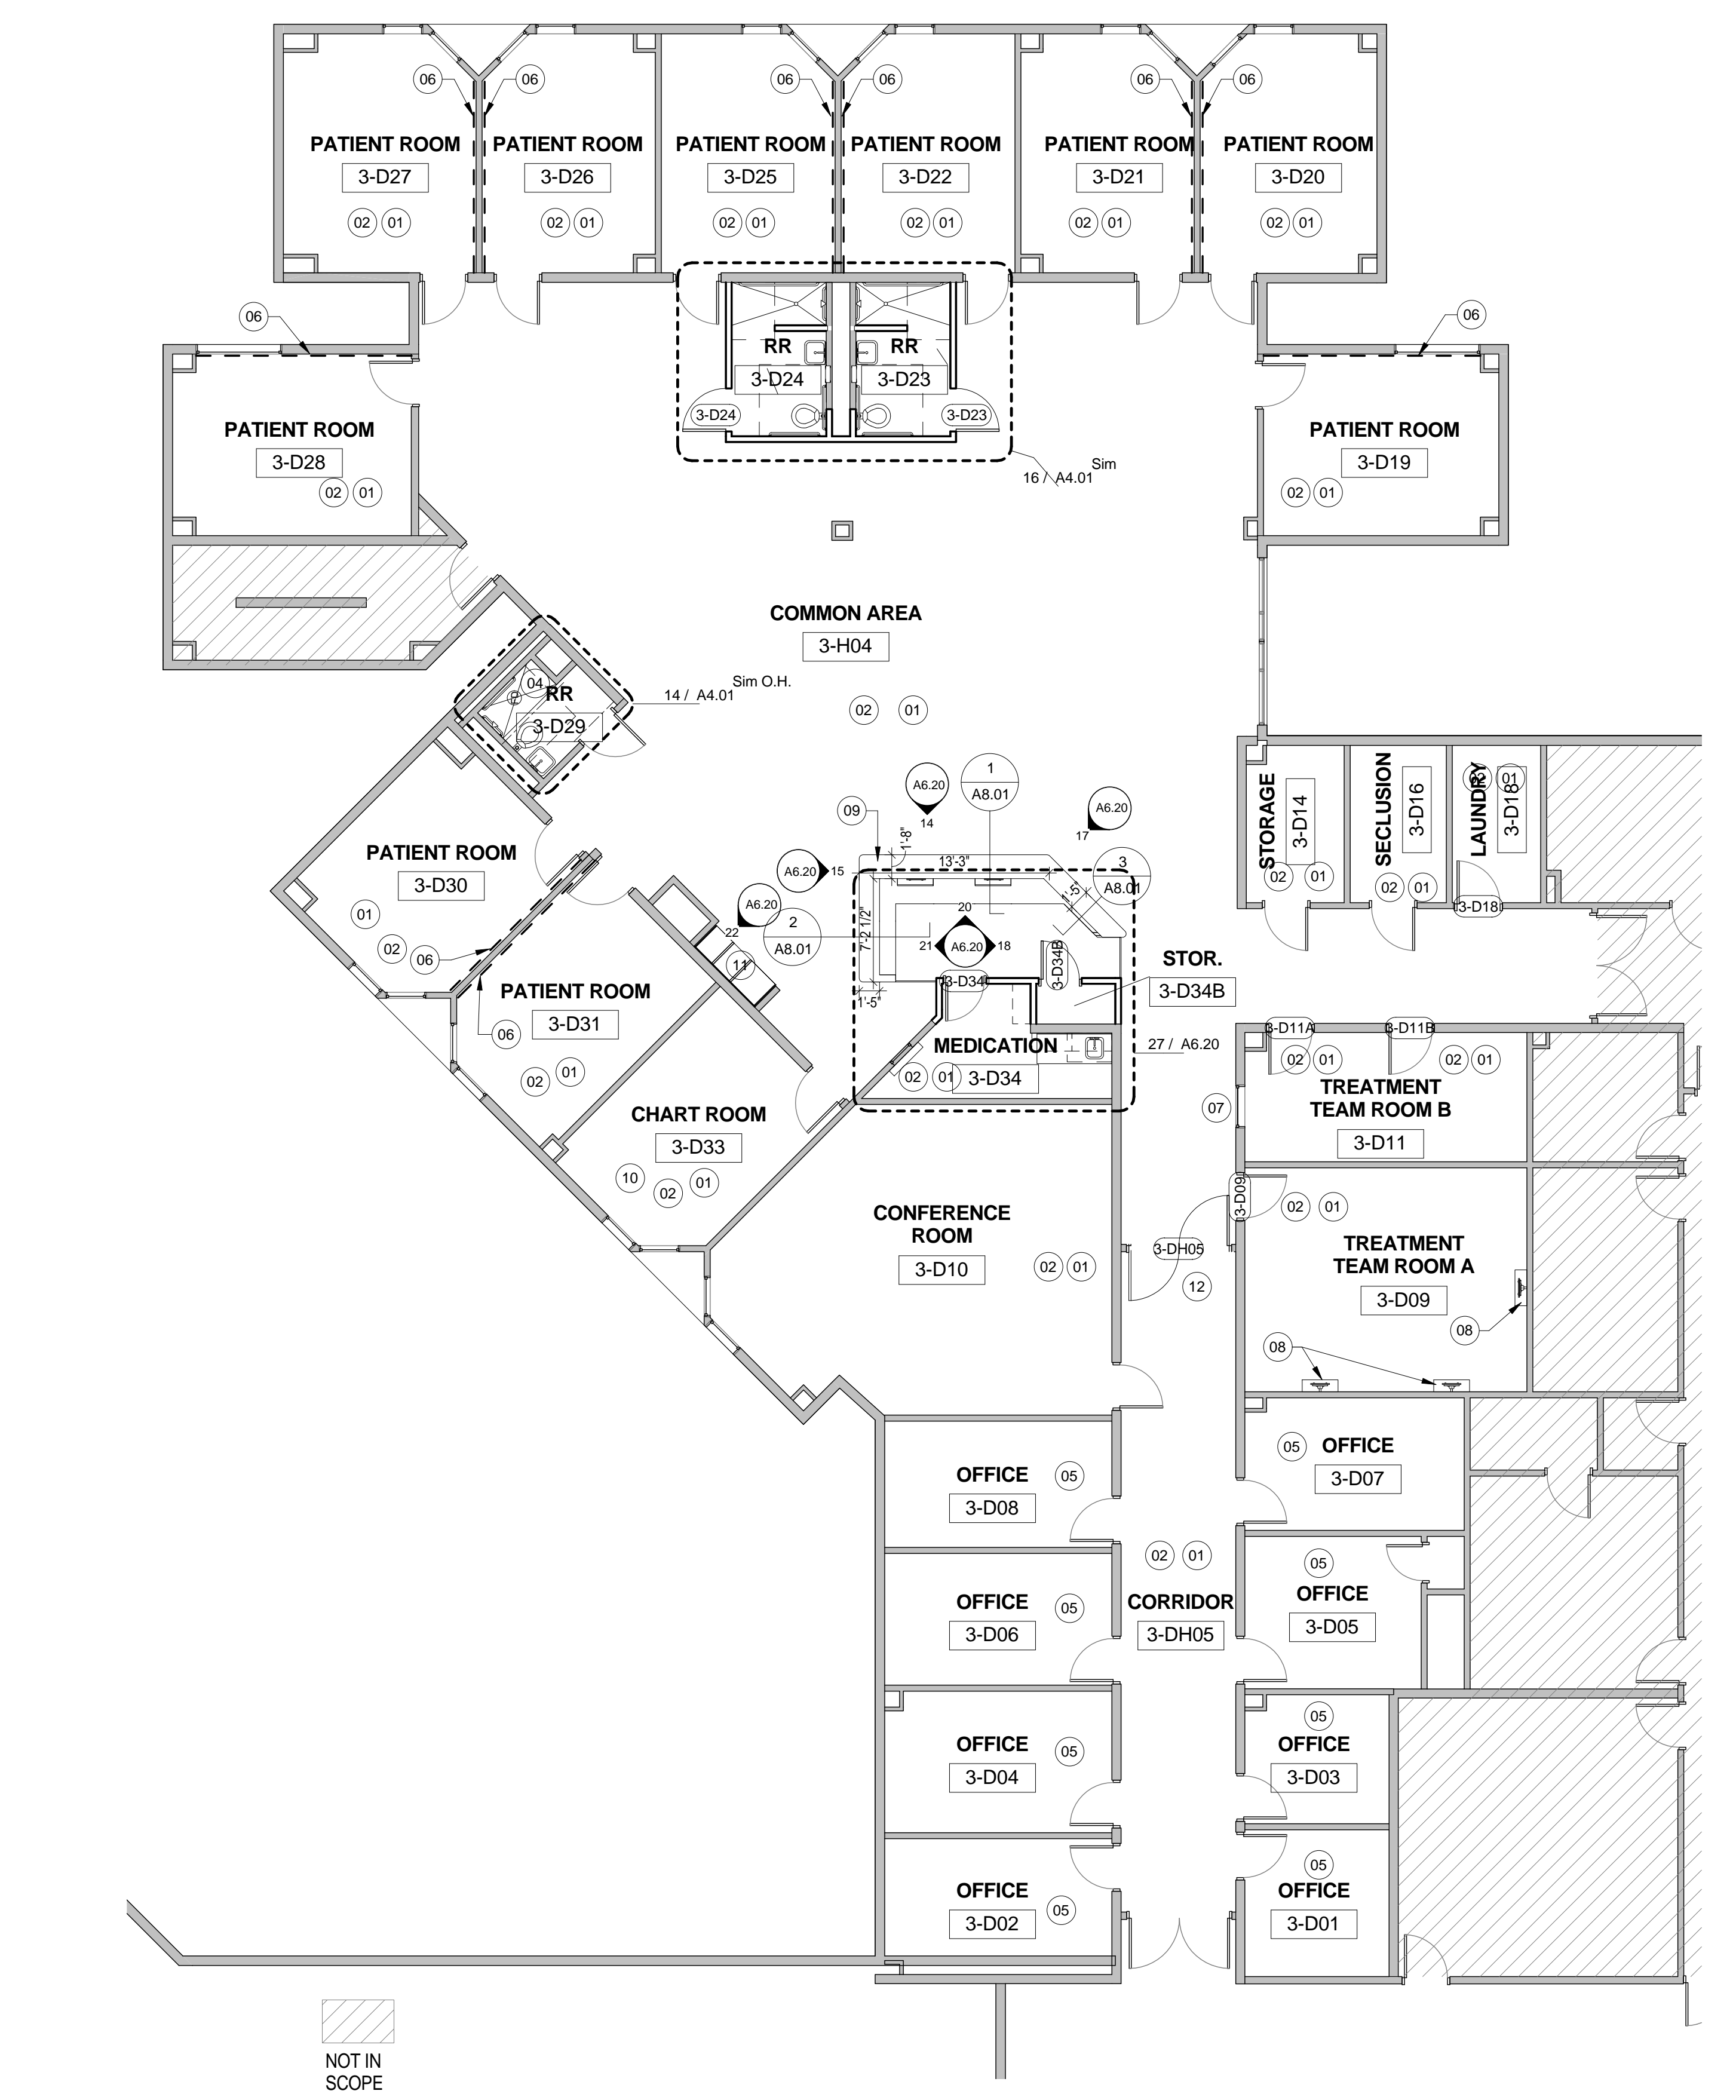 06
06
06
06
06
06
PATIENT ROOM
3-D27
02 01
PATIENT ROOM
3-D26
02 01
PATIENT ROOM
3-D25
02 01
PATIENT ROOM
3-D22
02 01
PATIENT ROOM
3-D21
02 01
PATIENT ROOM
3-D20
02 01
06
06
RR
3-D24
3-D24
RR
3-D23
3-D23
PATIENT ROOM
3-D28
02 01
PATIENT ROOM
3-D19
02 01
Sim
16 / A4.01
COMMON AREA
3-H04
02 01
04
RR
3-D29
Sim O.H.
14 / A4.01
STORAGE
3-D14
02 01
SECLUSION
3-D16
02 01
LAUNDRY
3-D18
02 01
3-D18
1
A8.01
A6.20
14
A6.20
17
09
1'-8"
13'-3"
A6.20
15
3
A8.01
1'-5"
A6.20
22
2
A8.01
7'-2 1/2"
20
21
A6.20
18
1'-5"
3-D34
3-D34B
STOR.
3-D34B
11
MEDICATION
3-D34
02 01
27 / A6.20
PATIENT ROOM
3-D30
01
02
06
PATIENT ROOM
3-D31
06
02
01
CHART ROOM
3-D33
10
02
01
3-D11A
3-D11B
02 01
02 01
TREATMENT
TEAM ROOM B
3-D11
07
3-D09
02 01
CONFERENCE
ROOM
3-D10
02 01
3-DH05
12
TREATMENT
TEAM ROOM A
3-D09
08
08
OFFICE
3-D08
05
OFFICE
3-D07
05
02 01
CORRIDOR
3-DH05
OFFICE
3-D06
05
05
OFFICE
3-D05
OFFICE
3-D04
05
05
OFFICE
3-D03
OFFICE
3-D02
05
05
OFFICE
3-D01
NOT IN
SCOPE